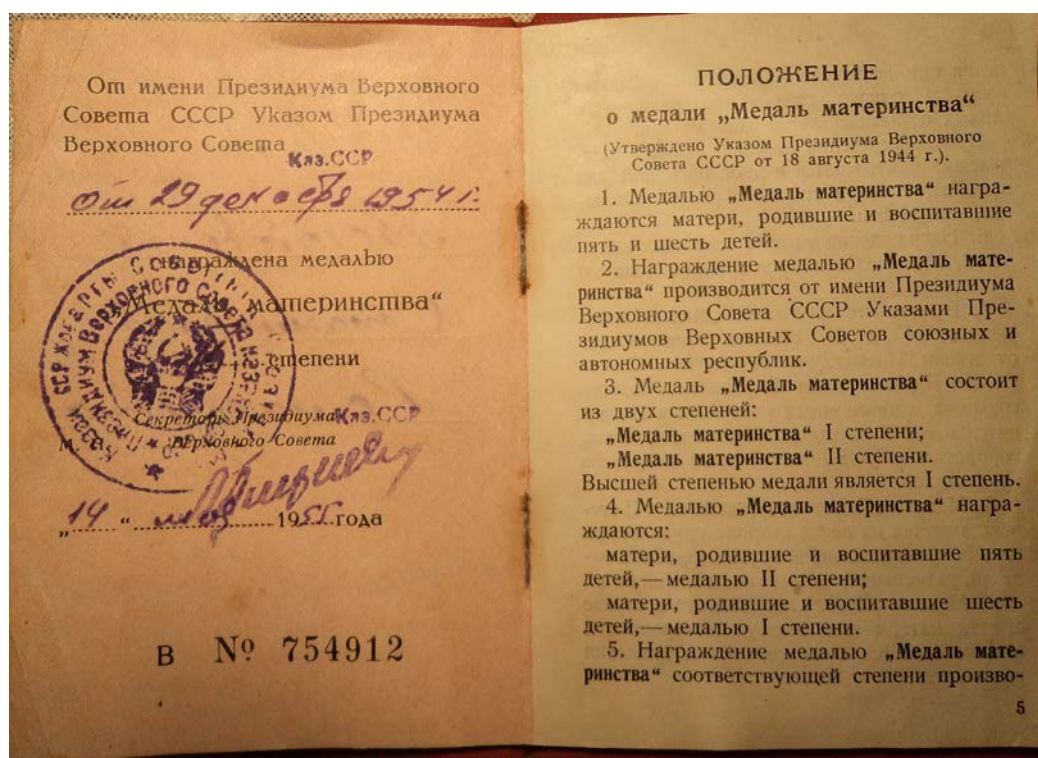 От имени Президиума Верховного
Совета СССР Указом Президиума
Верховного Совета
Каз.ССР
от 29 декабря 1954 г.
награждена медалью
„Медаль материнства“
степени
Секретарь Президиума Каз.ССР
Верховного Совета
М.
„14“ мая 1955 года
В № 754912
ПОЛОЖЕНИЕ
о медали „Медаль материнства“
(Утверждено Указом Президиума Верховного
Совета СССР от 18 августа 1944 г.).
1. Медалью „Медаль материнства“ награ-
ждаются матери, родившие и воспитавшие
пять и шесть детей.
2. Награждение медалью „Медаль мате-
ринства“ производится от имени Президиума
Верховного Совета СССР Указами Пре-
зидиумов Верховных Советов союзных и
автономных республик.
3. Медаль „Медаль материнства“ состоит
из двух степеней:
„Медаль материнства“ I степени;
„Медаль материнства“ II степени.
Высшей степенью медали является I степень.
4. Медалью „Медаль материнства“ награ-
ждаются:
матери, родившие и воспитавшие пять
детей,— медалью II степени;
матери, родившие и воспитавшие шесть
детей,— медалью I степени.
5. Награждение медалью „Медаль мате-
ринства“ соответствующей степени произво-
5